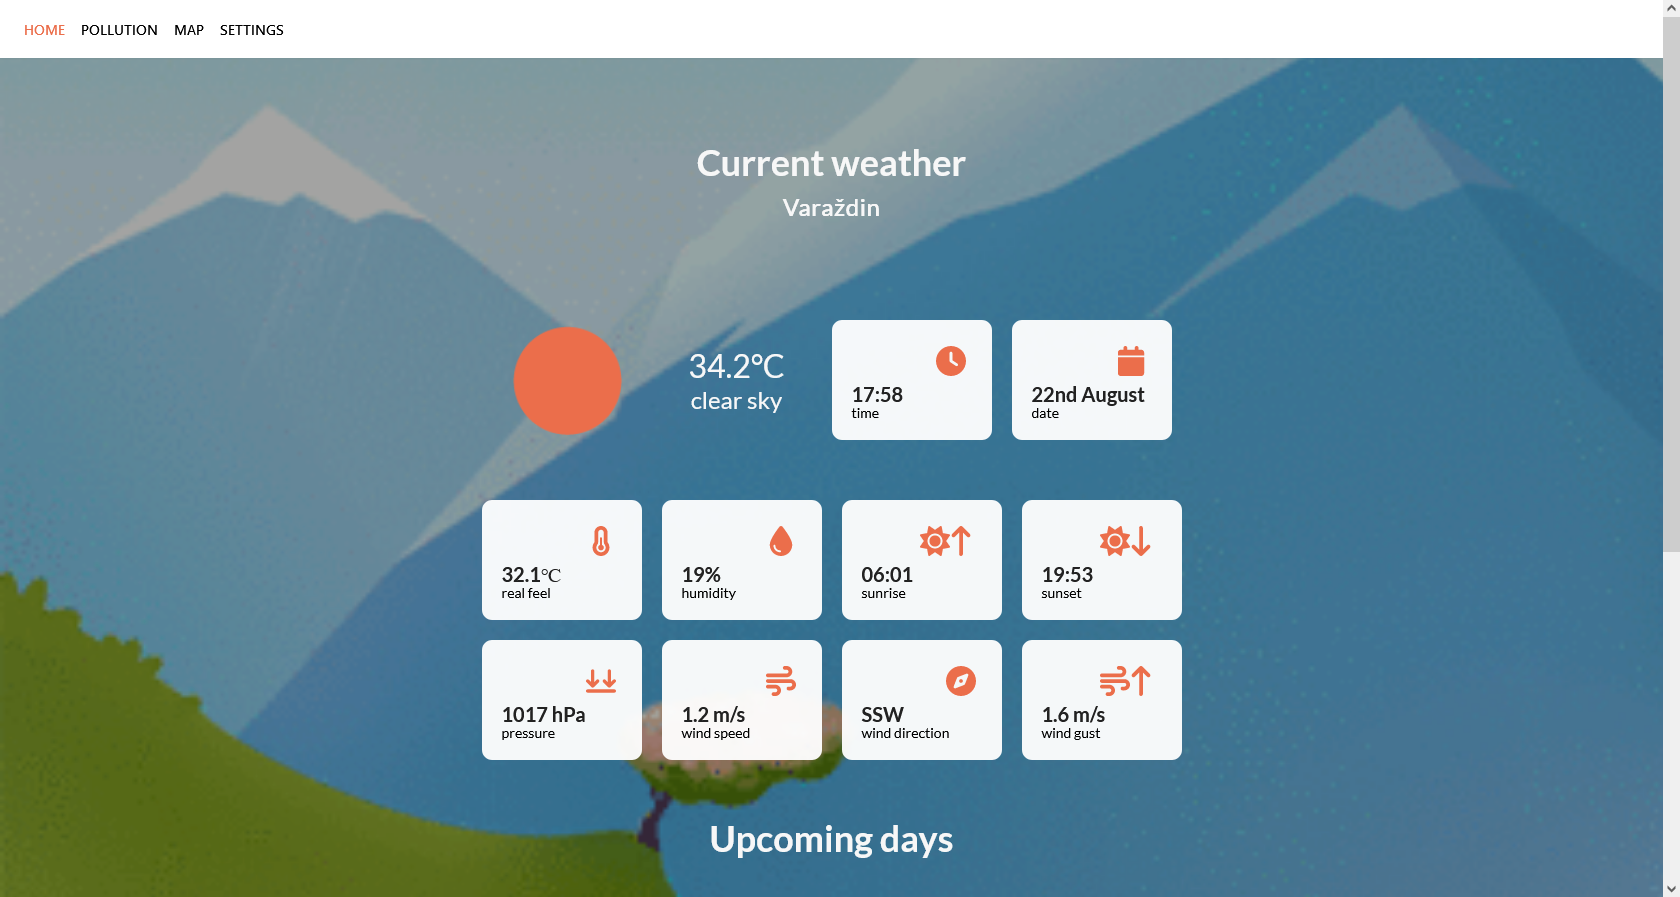 HOME POLLUTION MAP SETTINGS
Current weather
Varaždin
34.2°C
clear sky
17:58
time
22nd August
date
32.1°C
real feel
19%
humidity
06:01
sunrise
19:53
sunset
1017 hPa
pressure
1.2 m/s
wind speed
SSW
wind direction
1.6 m/s
wind gust
Upcoming days